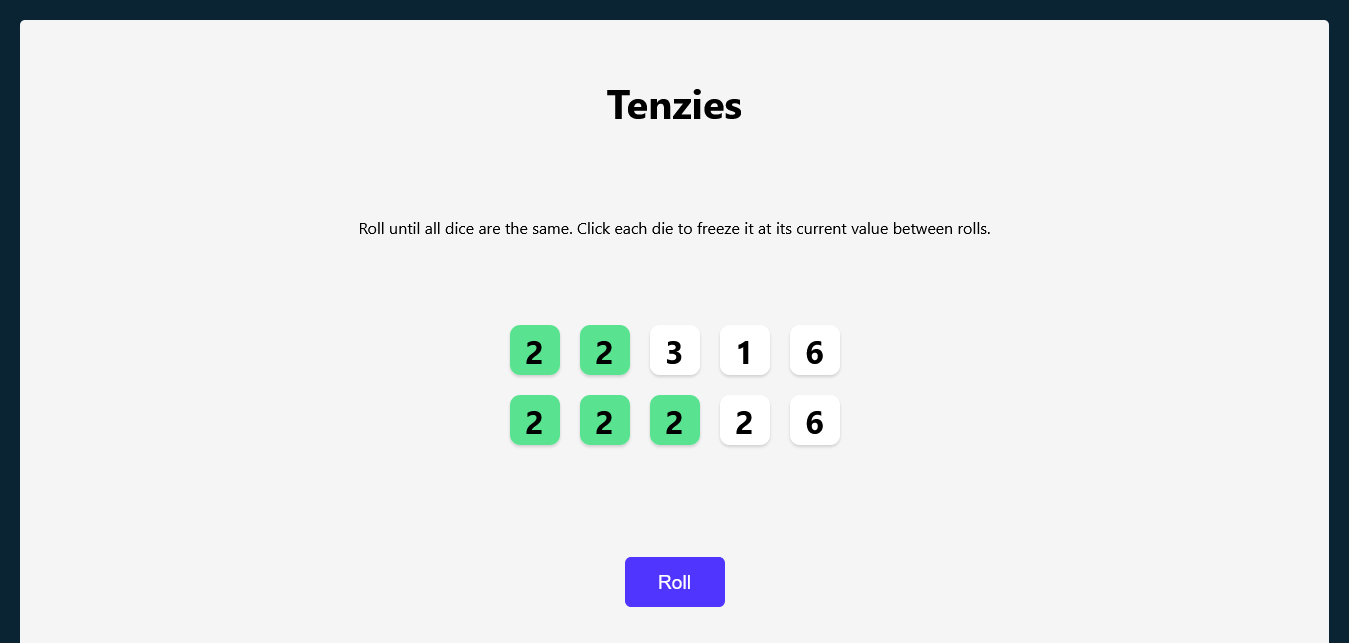 Tenzies
Roll until all dice are the same. Click each die to freeze it at its current value between rolls.
2 2 3 1 6
2 2 2 2 6
Roll